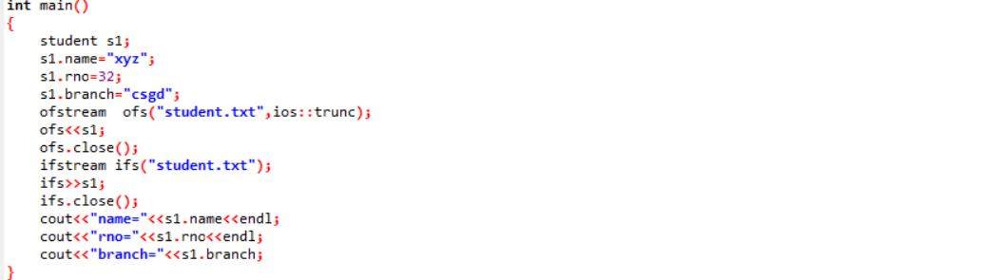 int main()
{
student s1;
s1.name="xyz";
s1.rno=32;
s1.branch="csgd";
ofstream  ofs("student.txt",ios::trunc);
ofs<<s1;
ofs.close();
ifstream ifs("student.txt");
ifs>>s1;
ifs.close();
cout<<"name="<<s1.name<<endl;
cout<<"rno="<<s1.rno<<endl;
cout<<"branch="<<s1.branch;
}